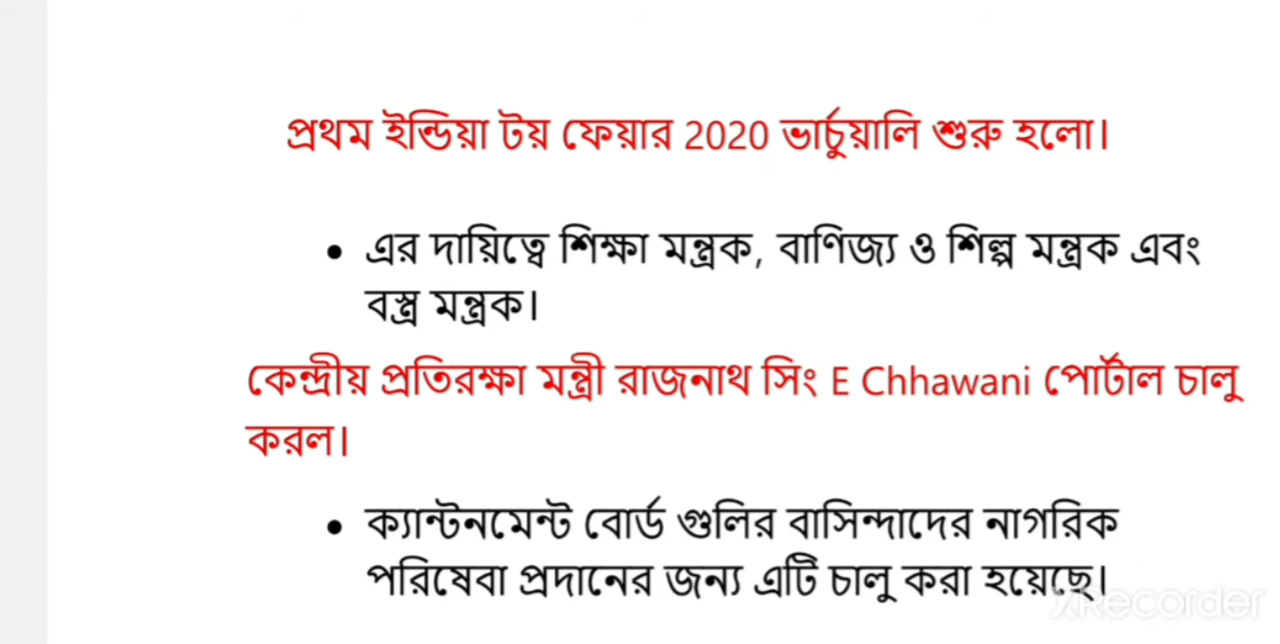 প্রথম ইন্ডিয়া টয় ফেয়ার 2020 ভার্চুয়ালি শুরু হলো।
• এর দায়িত্বে শিক্ষা মন্ত্রক, বাণিজ্য ও শিল্প মন্ত্রক এবং
বস্ত্র মন্ত্রক।
কেন্দ্রীয় প্রতিরক্ষা মন্ত্রী রাজনাথ সিং E Chhawani পোর্টাল চালু
করল।
• ক্যান্টনমেন্ট বোর্ড গুলির বাসিন্দাদের নাগরিক
পরিষেবা প্রদানের জন্য এটি চালু করা হয়েছে।
XRecorder